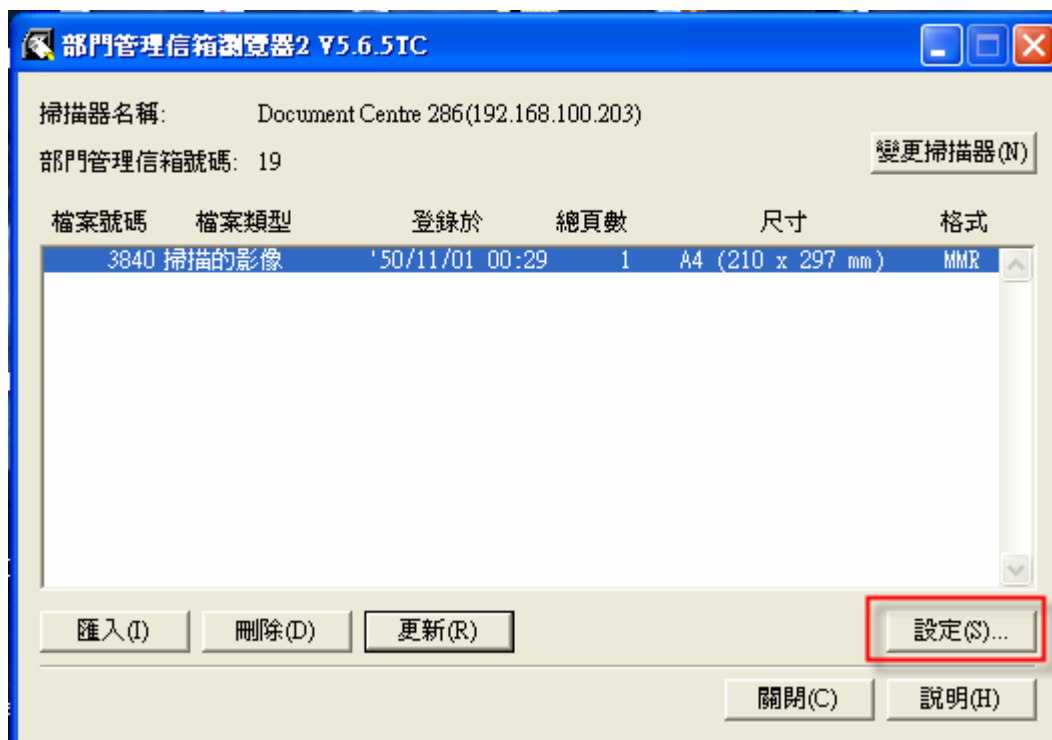 部門管理信箱瀏覽器2 V5.6.5TC
掃描器名稱: Document Centre 286(192.168.100.203)
變更掃描器(N)
部門管理信箱號碼: 19
檔案號碼 檔案類型 登錄於 總頁數 尺寸 格式
3840 掃描的影像 '50/11/01 00:29 1 A4 (210 x 297 mm) MMR
匯入(I) 刪除(D) 更新(R) 設定(S)...
關閉(C) 說明(H)